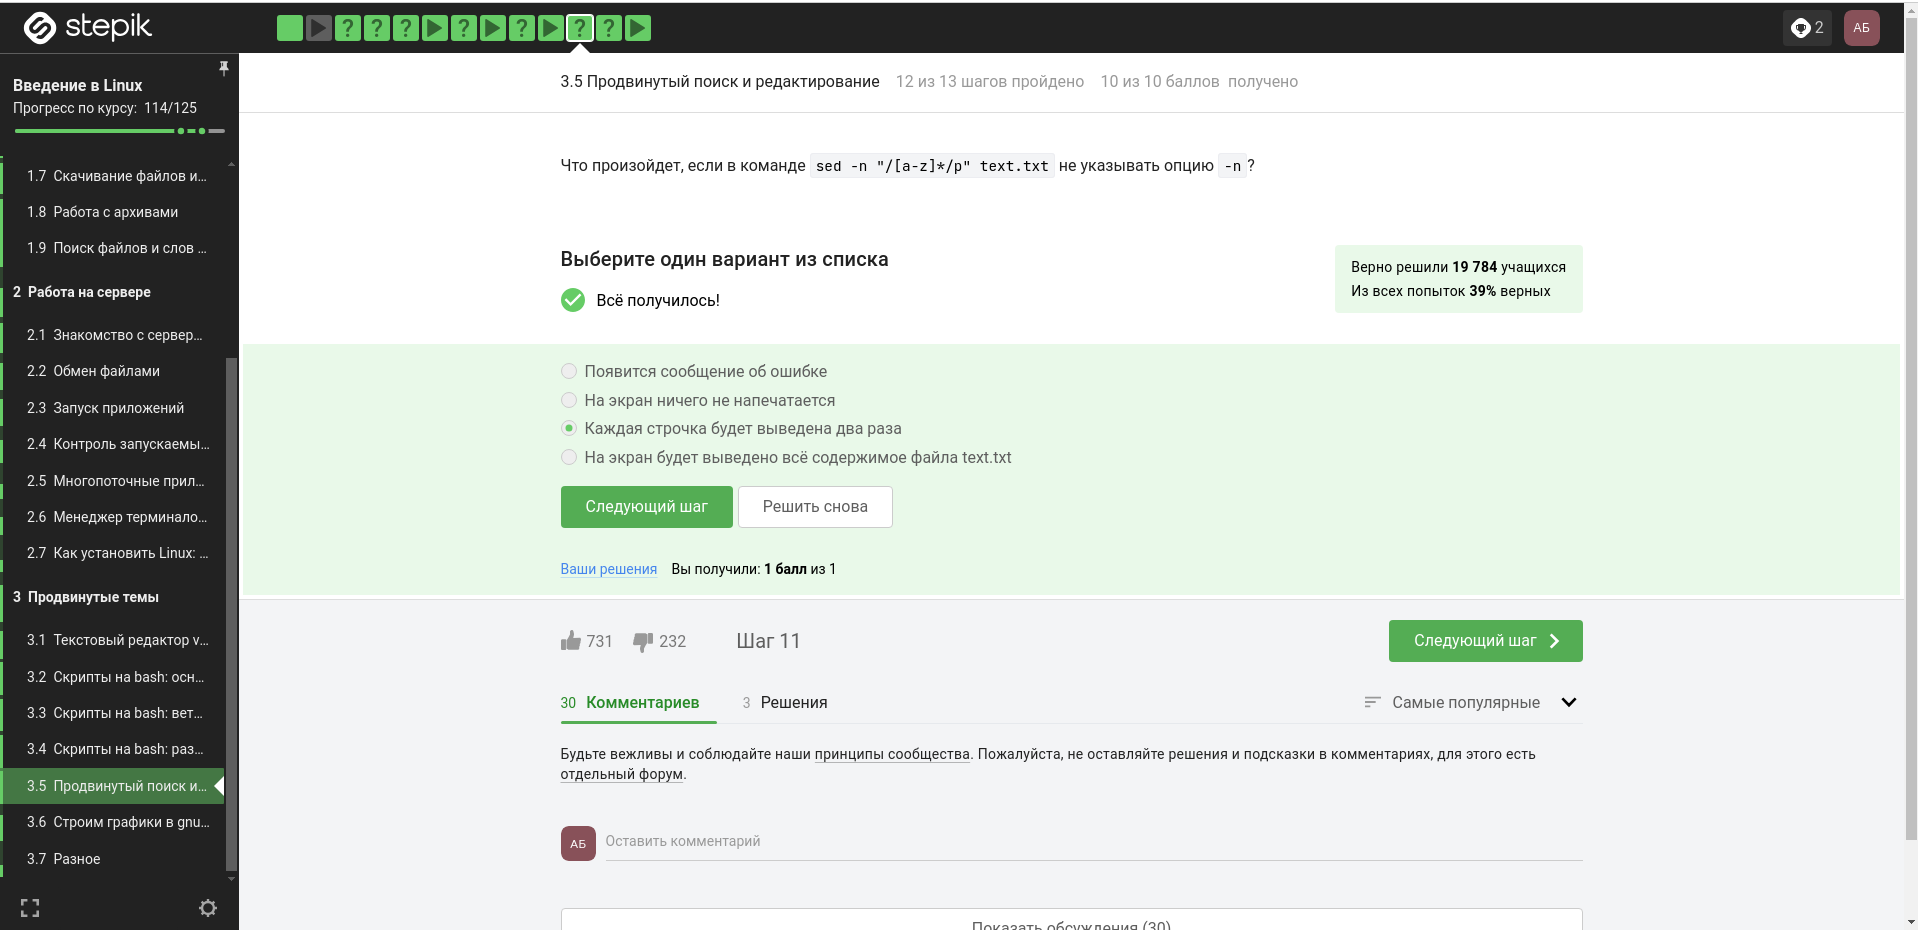 stepik
2
АБ
Введение в Linux
Прогресс по курсу: 114/125
1.7 Скачивание файлов и...
1.8 Работа с архивами
1.9 Поиск файлов и слов ...
2 Работа на сервере
2.1 Знакомство с сервер...
2.2 Обмен файлами
2.3 Запуск приложений
2.4 Контроль запускаемы...
2.5 Многопоточные прил...
2.6 Менеджер терминало...
2.7 Как установить Linux: ...
3 Продвинутые темы
3.1 Текстовый редактор v...
3.2 Скрипты на bash: осн...
3.3 Скрипты на bash: вет...
3.4 Скрипты на bash: раз...
3.5 Продвинутый поиск и...
3.6 Строим графики в gnu...
3.7 Разное
3.5 Продвинутый поиск и редактирование 12 из 13 шагов пройдено 10 из 10 баллов получено
Что произойдет, если в команде sed -n "/[a-z]*/p" text.txt не указывать опцию -n?
Выберите один вариант из списка
Всё получилось!
Верно решили 19 784 учащихся
Из всех попыток 39% верных
Появится сообщение об ошибке
На экран ничего не напечатается
Каждая строчка будет выведена два раза
На экран будет выведено всё содержимое файла text.txt
Следующий шаг Решить снова
Ваши решения Вы получили: 1 балл из 1
731 232 Шаг 11 Следующий шаг
30 Комментариев 3 Решения Самые популярные
Будьте вежливы и соблюдайте наши принципы сообщества. Пожалуйста, не оставляйте решения и подсказки в комментариях, для этого есть
отдельный форум.
АБ Оставить комментарий
Показать обсуждения (30)